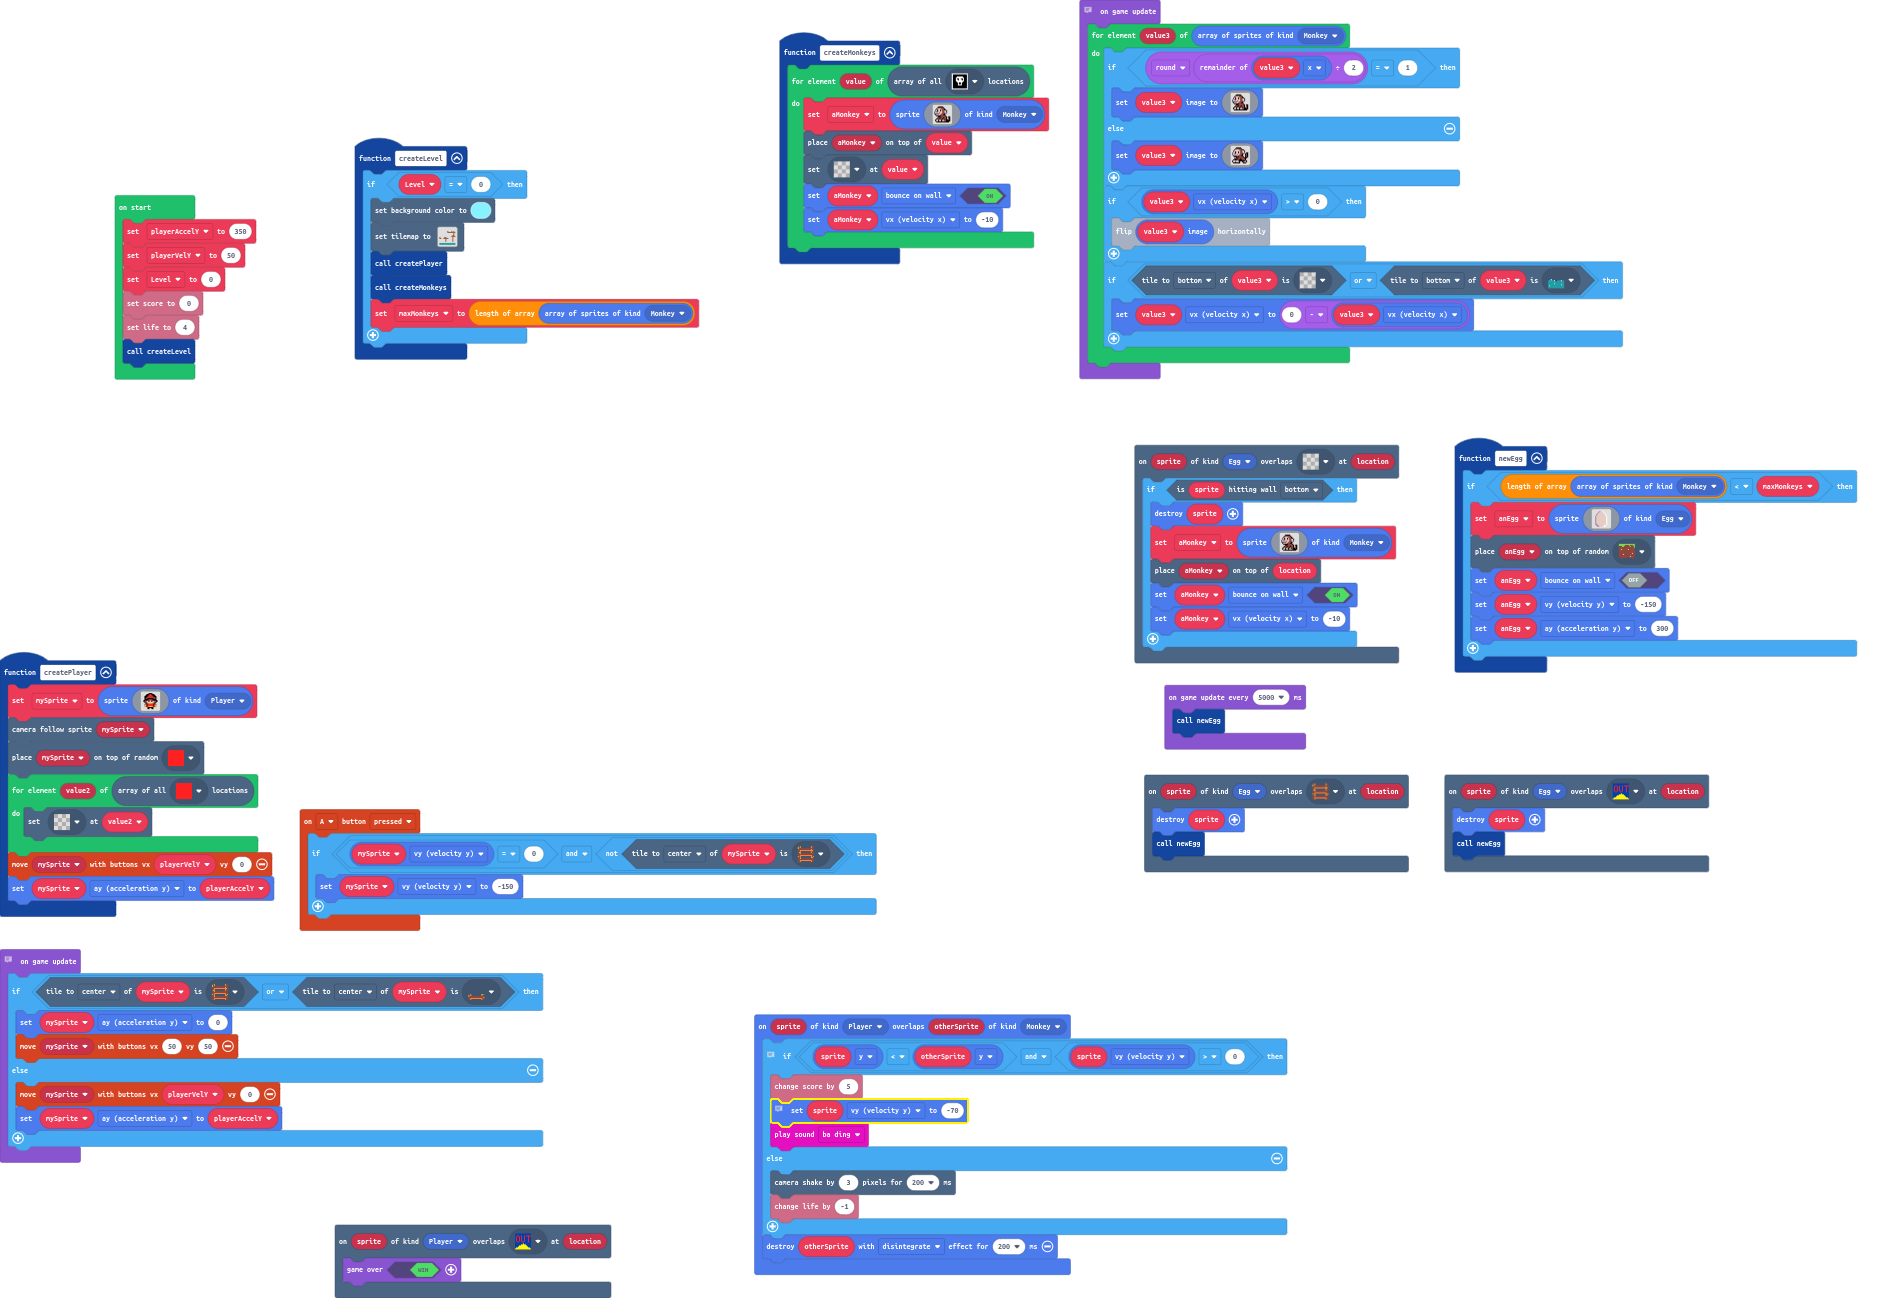 on start
set playerAccelY to 350
set playerVelY to 50
set Level to 0
set score to 0
set life to 4
call createLevel
function createLevel
if Level = 0 then
set background color to
set tilemap to
call createPlayer
call createMonkeys
set maxMonkeys to length of array array of sprites of kind Monkey
function createMonkeys
for element value of array of all locations
do
set aMonkey to sprite of kind Monkey
place aMonkey on top of value
set at value
set aMonkey bounce on wall ON
set aMonkey vx (velocity x) to -10
on game update
for element value3 of array of sprites of kind Monkey
do
if round remainder of value3 x ÷ 2 = 1 then
set value3 image to
else
set value3 image to
if value3 vx (velocity x) > 0 then
flip value3 image horizontally
if tile to bottom of value3 is or tile to bottom of value3 is then
set value3 vx (velocity x) to 0 - value3 vx (velocity x)
on sprite of kind Egg overlaps at location
if is sprite hitting wall bottom then
destroy sprite
set aMonkey to sprite of kind Monkey
place aMonkey on top of location
set aMonkey bounce on wall ON
set aMonkey vx (velocity x) to -10
function newEgg
if length of array array of sprites of kind Monkey < maxMonkeys then
set anEgg to sprite of kind Egg
place anEgg on top of random
set anEgg bounce on wall OFF
set anEgg vy (velocity y) to -150
set anEgg ay (acceleration y) to 300
on game update every 5000 ms
call newEgg
on sprite of kind Egg overlaps at location
destroy sprite
call newEgg
on sprite of kind Egg overlaps OUT at location
destroy sprite
call newEgg
function createPlayer
set mySprite to sprite of kind Player
camera follow sprite mySprite
place mySprite on top of random
for element value2 of array of all locations
do
set at value2
move mySprite with buttons vx playerVelY vy 0
set mySprite ay (acceleration y) to playerAccelY
on A button pressed
if mySprite vy (velocity y) = 0 and not tile to center of mySprite is then
set mySprite vy (velocity y) to -150
on game update
if tile to center of mySprite is or tile to center of mySprite is then
set mySprite ay (acceleration y) to 0
move mySprite with buttons vx 50 vy 50
else
move mySprite with buttons vx playerVelY vy 0
set mySprite ay (acceleration y) to playerAccelY
on sprite of kind Player overlaps otherSprite of kind Monkey
if sprite y < otherSprite y and sprite vy (velocity y) > 0 then
change score by 5
set sprite vy (velocity y) to -70
play sound ba ding
else
camera shake by 3 pixels for 200 ms
change life by -1
destroy otherSprite with disintegrate effect for 200 ms
on sprite of kind Player overlaps OUT at location
game over WIN